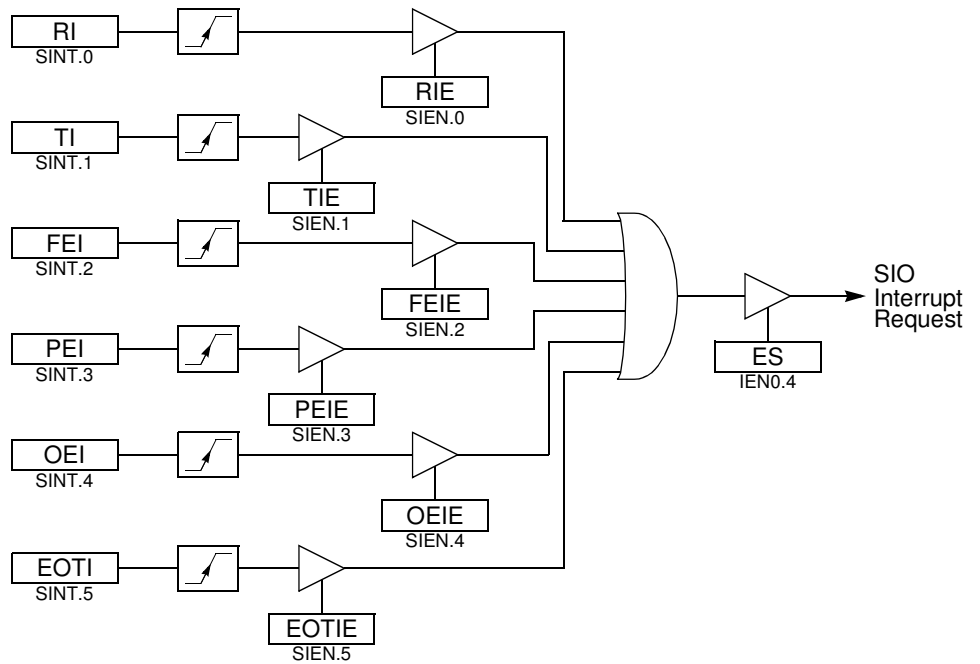 RI
SINT.0
RIE
SIEN.0
TI
SINT.1
TIE
SIEN.1
FEI
SINT.2
FEIE
SIEN.2
PEI
SINT.3
PEIE
SIEN.3
OEI
SINT.4
OEIE
SIEN.4
EOTI
SINT.5
EOTIE
SIEN.5
ES
IEN0.4
SIO
Interrupt
Request